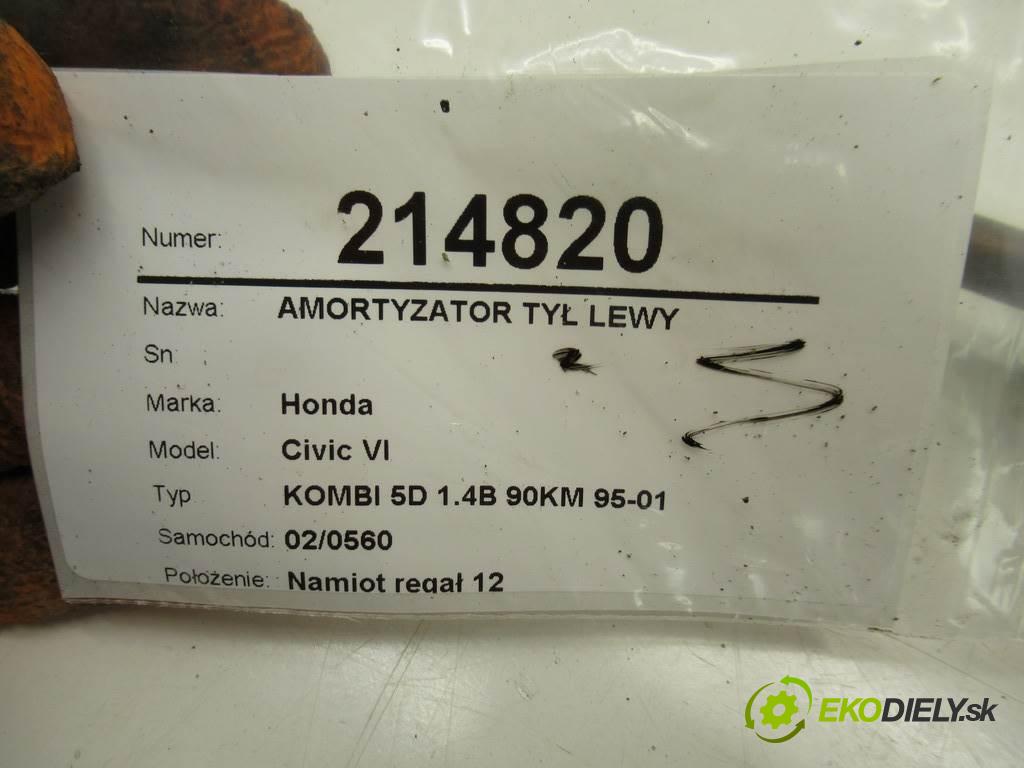 Numer: 214820
Nazwa: AMORTYZATOR TYŁ LEWY
Sn
Marka: Honda
Model: Civic VI
Typ KOMBI 5D 1.4B 90KM 95-01
Samochód: 02/0560
Położenie: Namiot regał 12
EKODIELY.sk